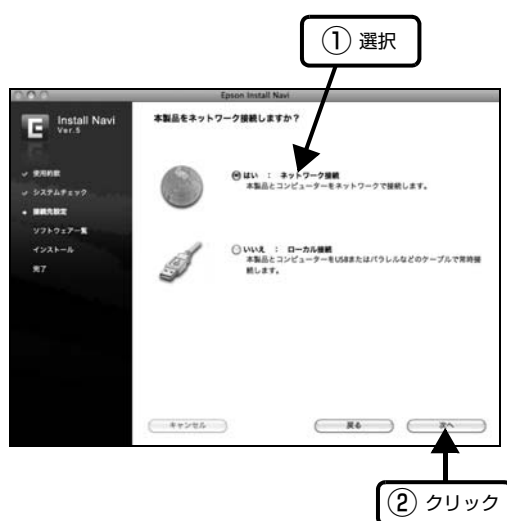 ① 選択
Epson Install Navi
Install Navi
Ver.5
本製品をネットワーク接続しますか？
はい ： ネットワーク接続
本製品とコンピューターをネットワークで接続します。
使用許諾
システムチェック
接続先設定
ソフトウェア一覧
インストール
完了
いいえ ： ローカル接続
本製品とコンピューターをUSBまたはパラレルなどのケーブルで常時接
続します。
キャンセル
戻る
次へ
② クリック